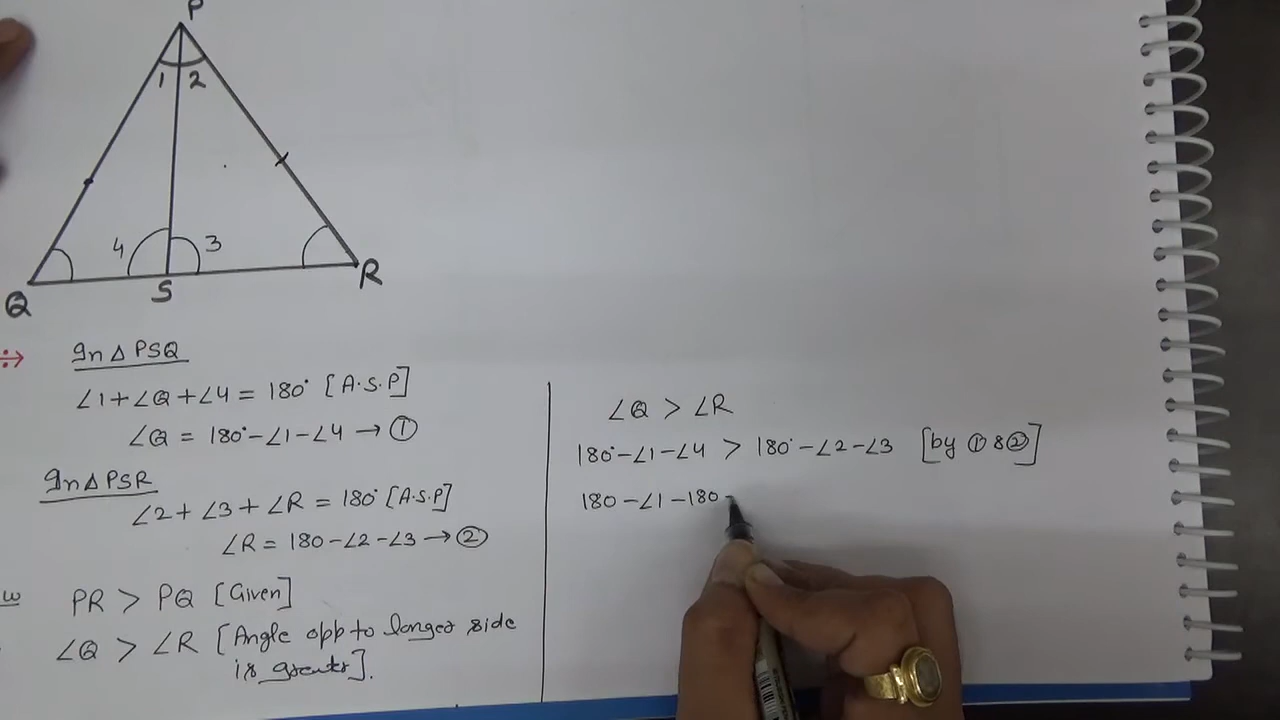 P
1 2
4 3
Q S R
In △ PSQ
∠1+∠Q+∠4 = 180° [A.S.P]
∠Q = 180°-∠1-∠4 → ①
In △ PSR
∠2+ ∠3+ ∠R = 180° [A.S.P]
∠R = 180-∠2-∠3 → ②
w PR > PQ [Given]
∠Q > ∠R [Angle opp to longer side
is greater].
∠Q > ∠R
180°-∠1-∠4 > 180°-∠2-∠3 [by ① & ②]
180-∠1-180-